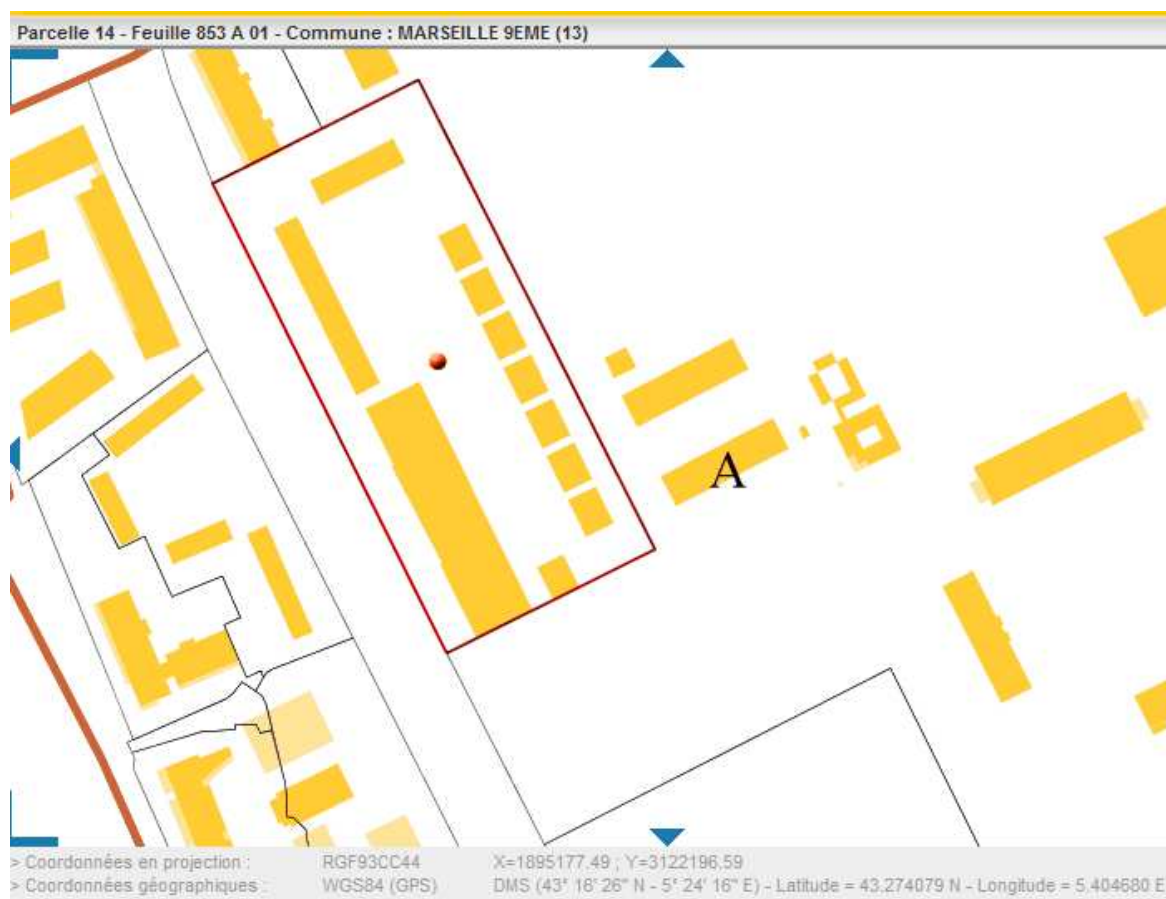 Parcelle 14 - Feuille 853 A 01 - Commune : MARSEILLE 9EME (13)
A
> Coordonnées en projection : RGF93CC44 X=1895177.49 ; Y=3122196.59
> Coordonnées géographiques : WGS84 (GPS) DMS (43° 16' 26" N - 5° 24' 16" E) - Latitude = 43.274079 N - Longitude = 5.404680 E